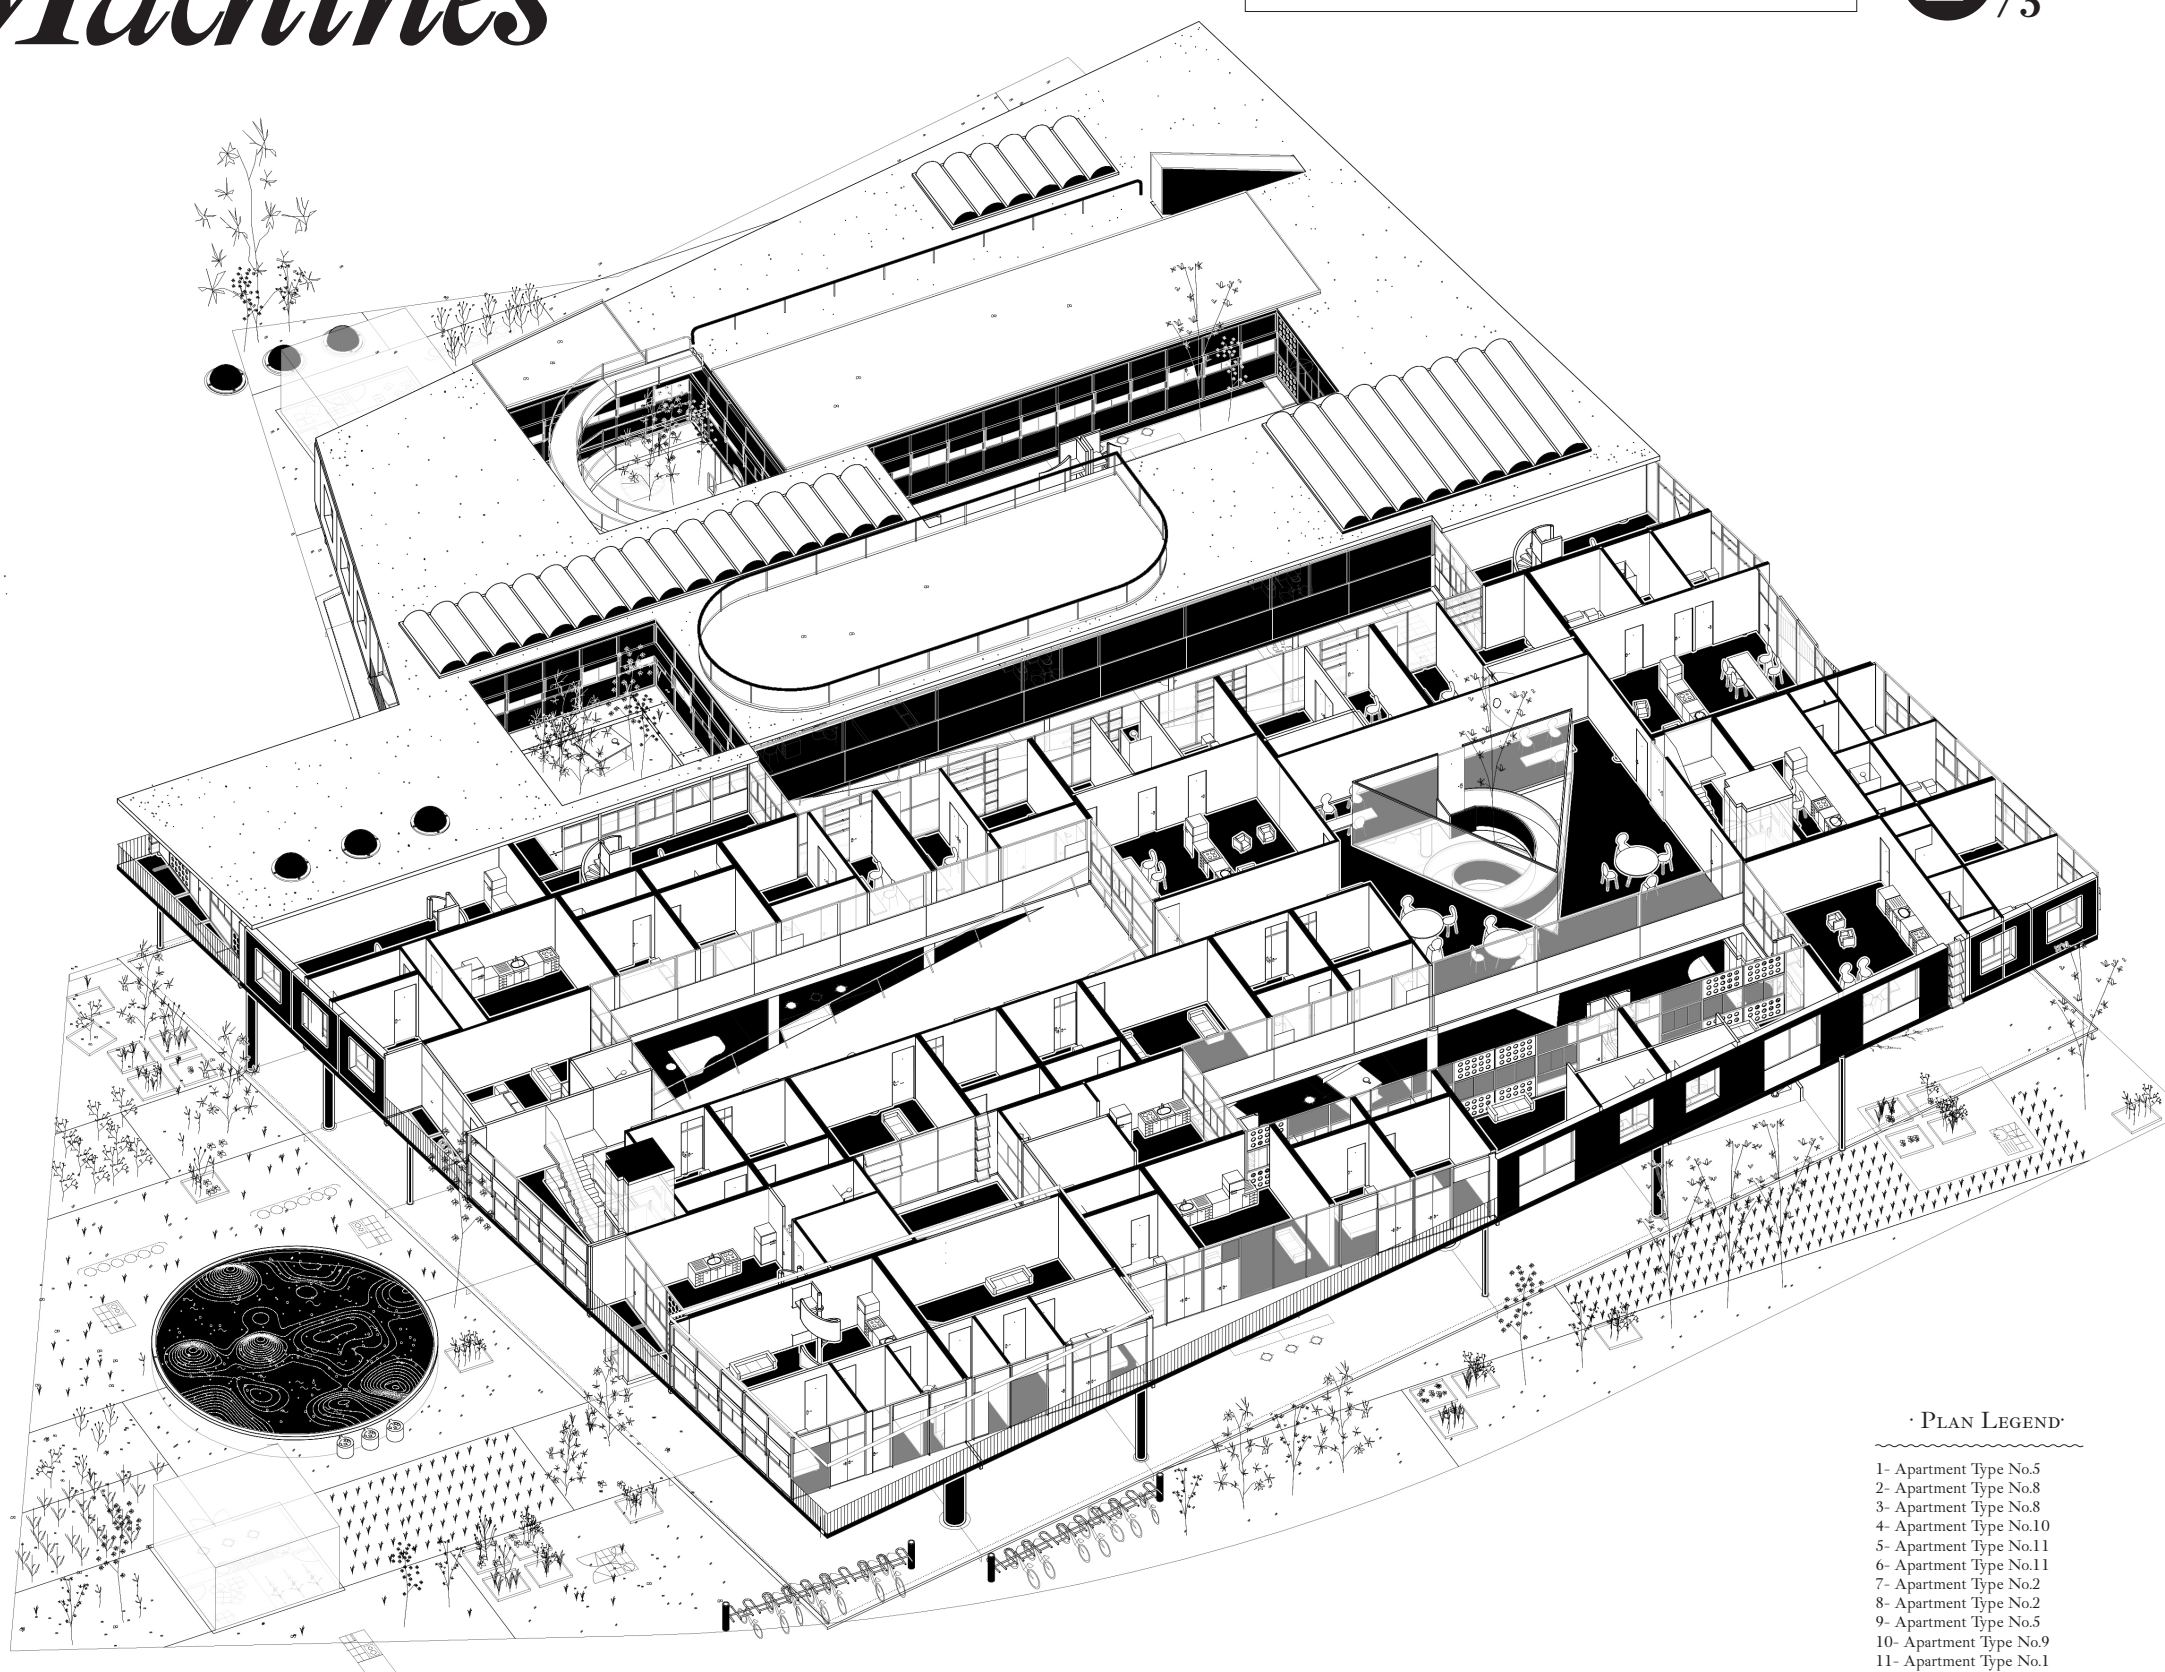 Machines
/5
· Plan Legend·
1- Apartment Type No.5
2- Apartment Type No.8
3- Apartment Type No.8
4- Apartment Type No.10
5- Apartment Type No.11
6- Apartment Type No.11
7- Apartment Type No.2
8- Apartment Type No.2
9- Apartment Type No.5
10- Apartment Type No.9
11- Apartment Type No.1